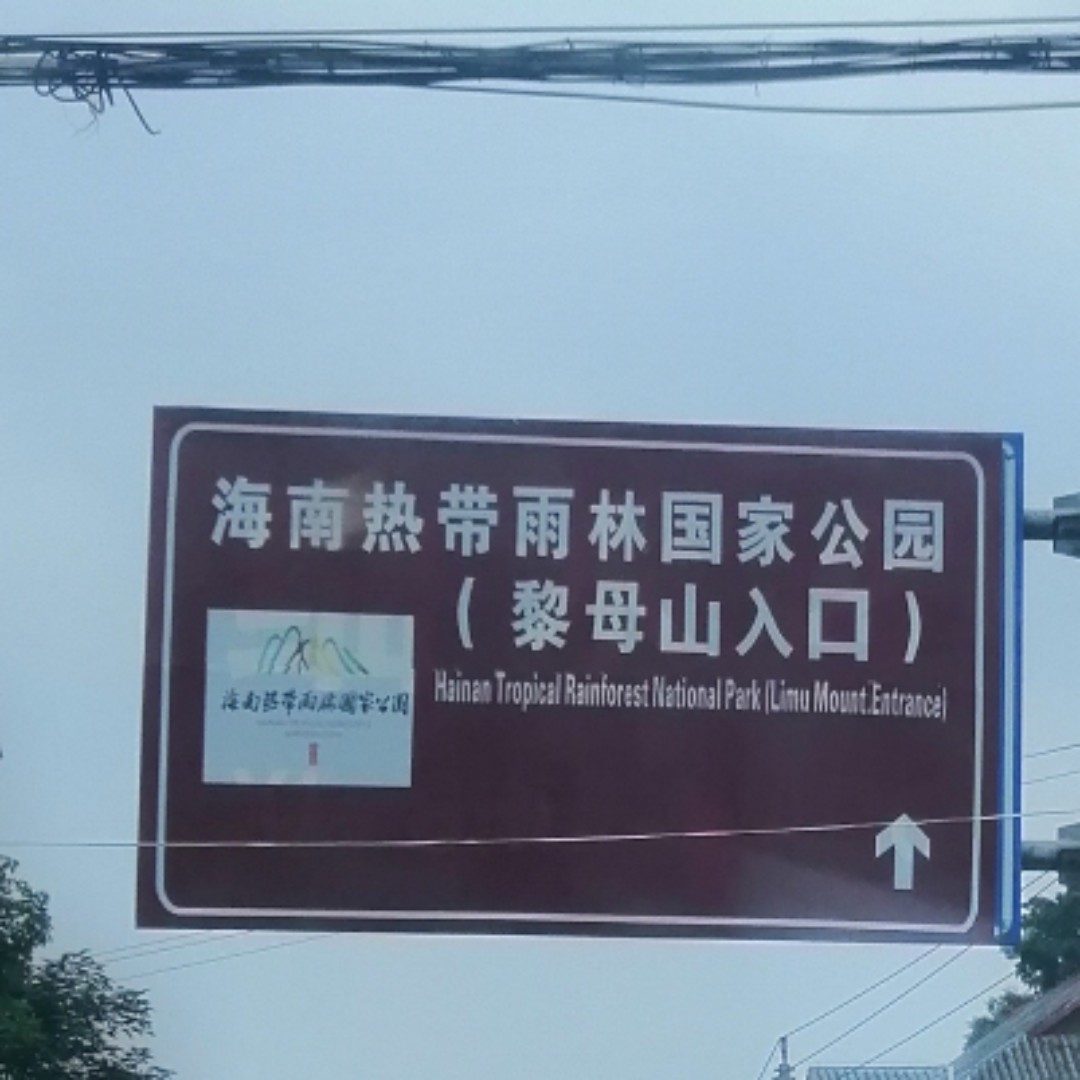 海南热带雨林国家公园
（黎母山入口）
Hainan Tropical Rainforest National Park (Limu Mount.Entrance)
海南热带雨林国家公园